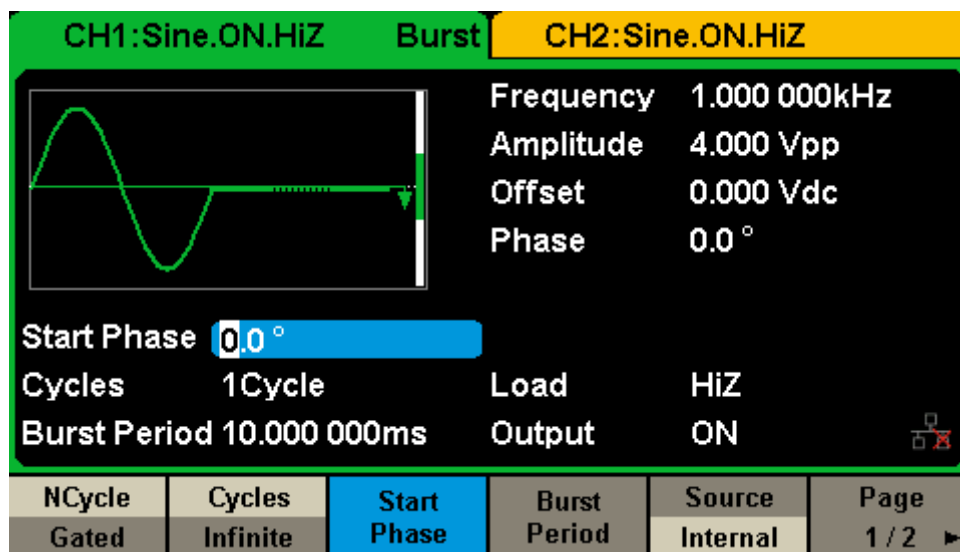 CH1:Sine.ON.HiZ Burst CH2:Sine.ON.HiZ
Frequency 1.000 000kHz
Amplitude 4.000 Vpp
Offset 0.000 Vdc
Phase 0.0 °
Start Phase 0.0 °
Cycles 1Cycle Load HiZ
Burst Period 10.000 000ms Output ON
NCycle Cycles Start Burst Source Page
Gated Infinite Phase Period Internal 1/2 ►